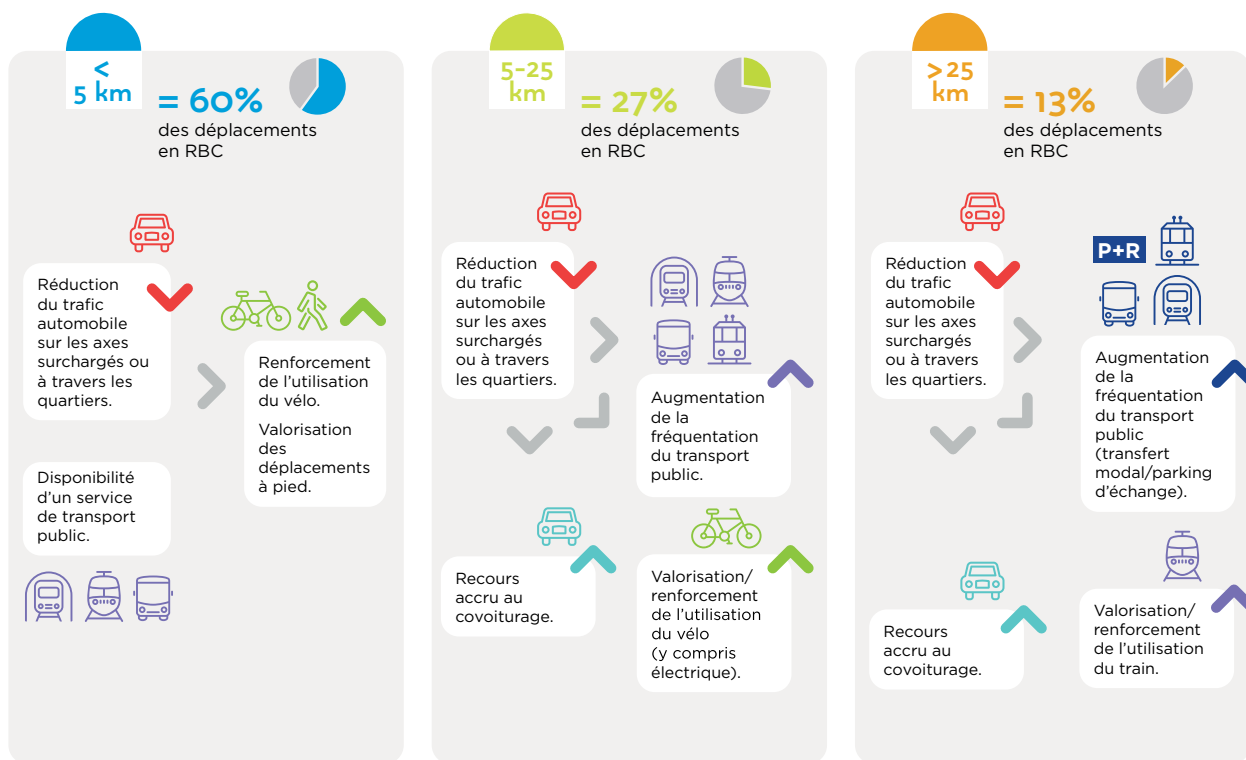 <
5 km
= 60%
des déplacements
en RBC
Réduction
du trafic
automobile
sur les axes
surchargés ou
à travers les
quartiers.
Renforcement
de l'utilisation
du vélo.
Valorisation
des
déplacements
à pied.
Disponibilité
d'un service
de transport
public.
5-25
km
= 27%
des déplacements
en RBC
Réduction
du trafic
automobile
sur les axes
surchargés
ou à travers
les quartiers.
Augmentation
de la
fréquentation
du transport
public.
Recours
accru au
covoiturage.
Valorisation/
renforcement
de l'utilisation
du vélo
(y compris
électrique).
> 25
km
= 13%
des déplacements
en RBC
Réduction
du trafic
automobile
sur les axes
surchargés
ou à travers
les quartiers.
P+R
Augmentation
de la
fréquentation
du transport
public
(transfert
modal/parking
d'échange).
Recours
accru au
covoiturage.
Valorisation/
renforcement
de l'utilisation
du train.